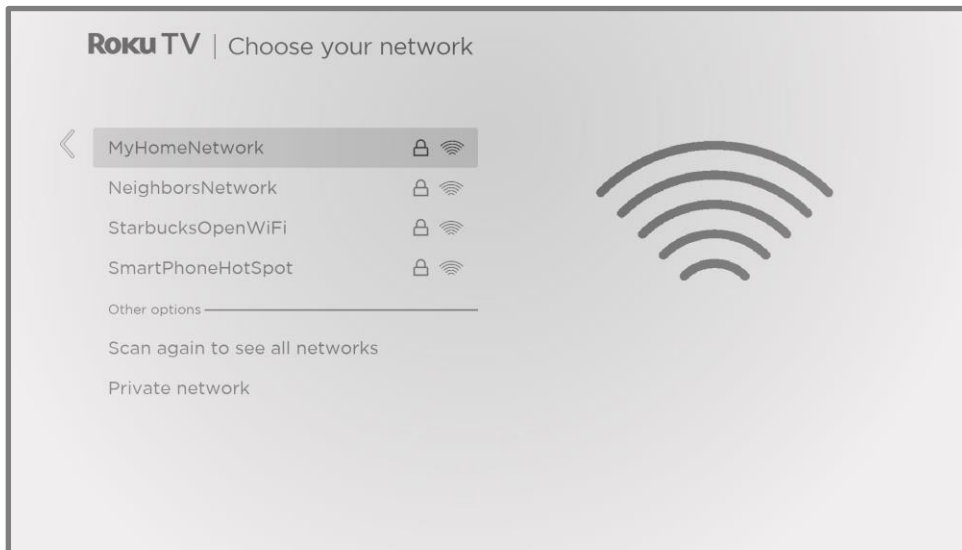 Roku TV | Choose your network
MyHomeNetwork
NeighborsNetwork
StarbucksOpenWiFi
SmartPhoneHotSpot
Other options
Scan again to see all networks
Private network